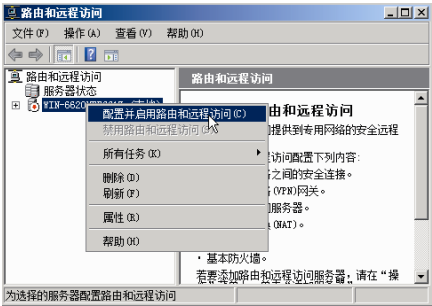 路由和远程访问
文件(F) 操作(A) 查看(V) 帮助(H)
路由和远程访问
服务器状态
路由和远程访问
配置并启用路由和远程访问(C)
禁用路由和远程访问
所有任务(K)
删除(D)
刷新(F)
属性(R)
帮助(H)
由和远程访问
提供到专用网络的安全远程
访问配置下列内容:
之间的安全连接。
(VPN)网关。
服务器。
(NAT)。
• 基本防火墙。
若要添加路由和远程访问服务器，请在“操
为选择的服务器配置路由和远程访问